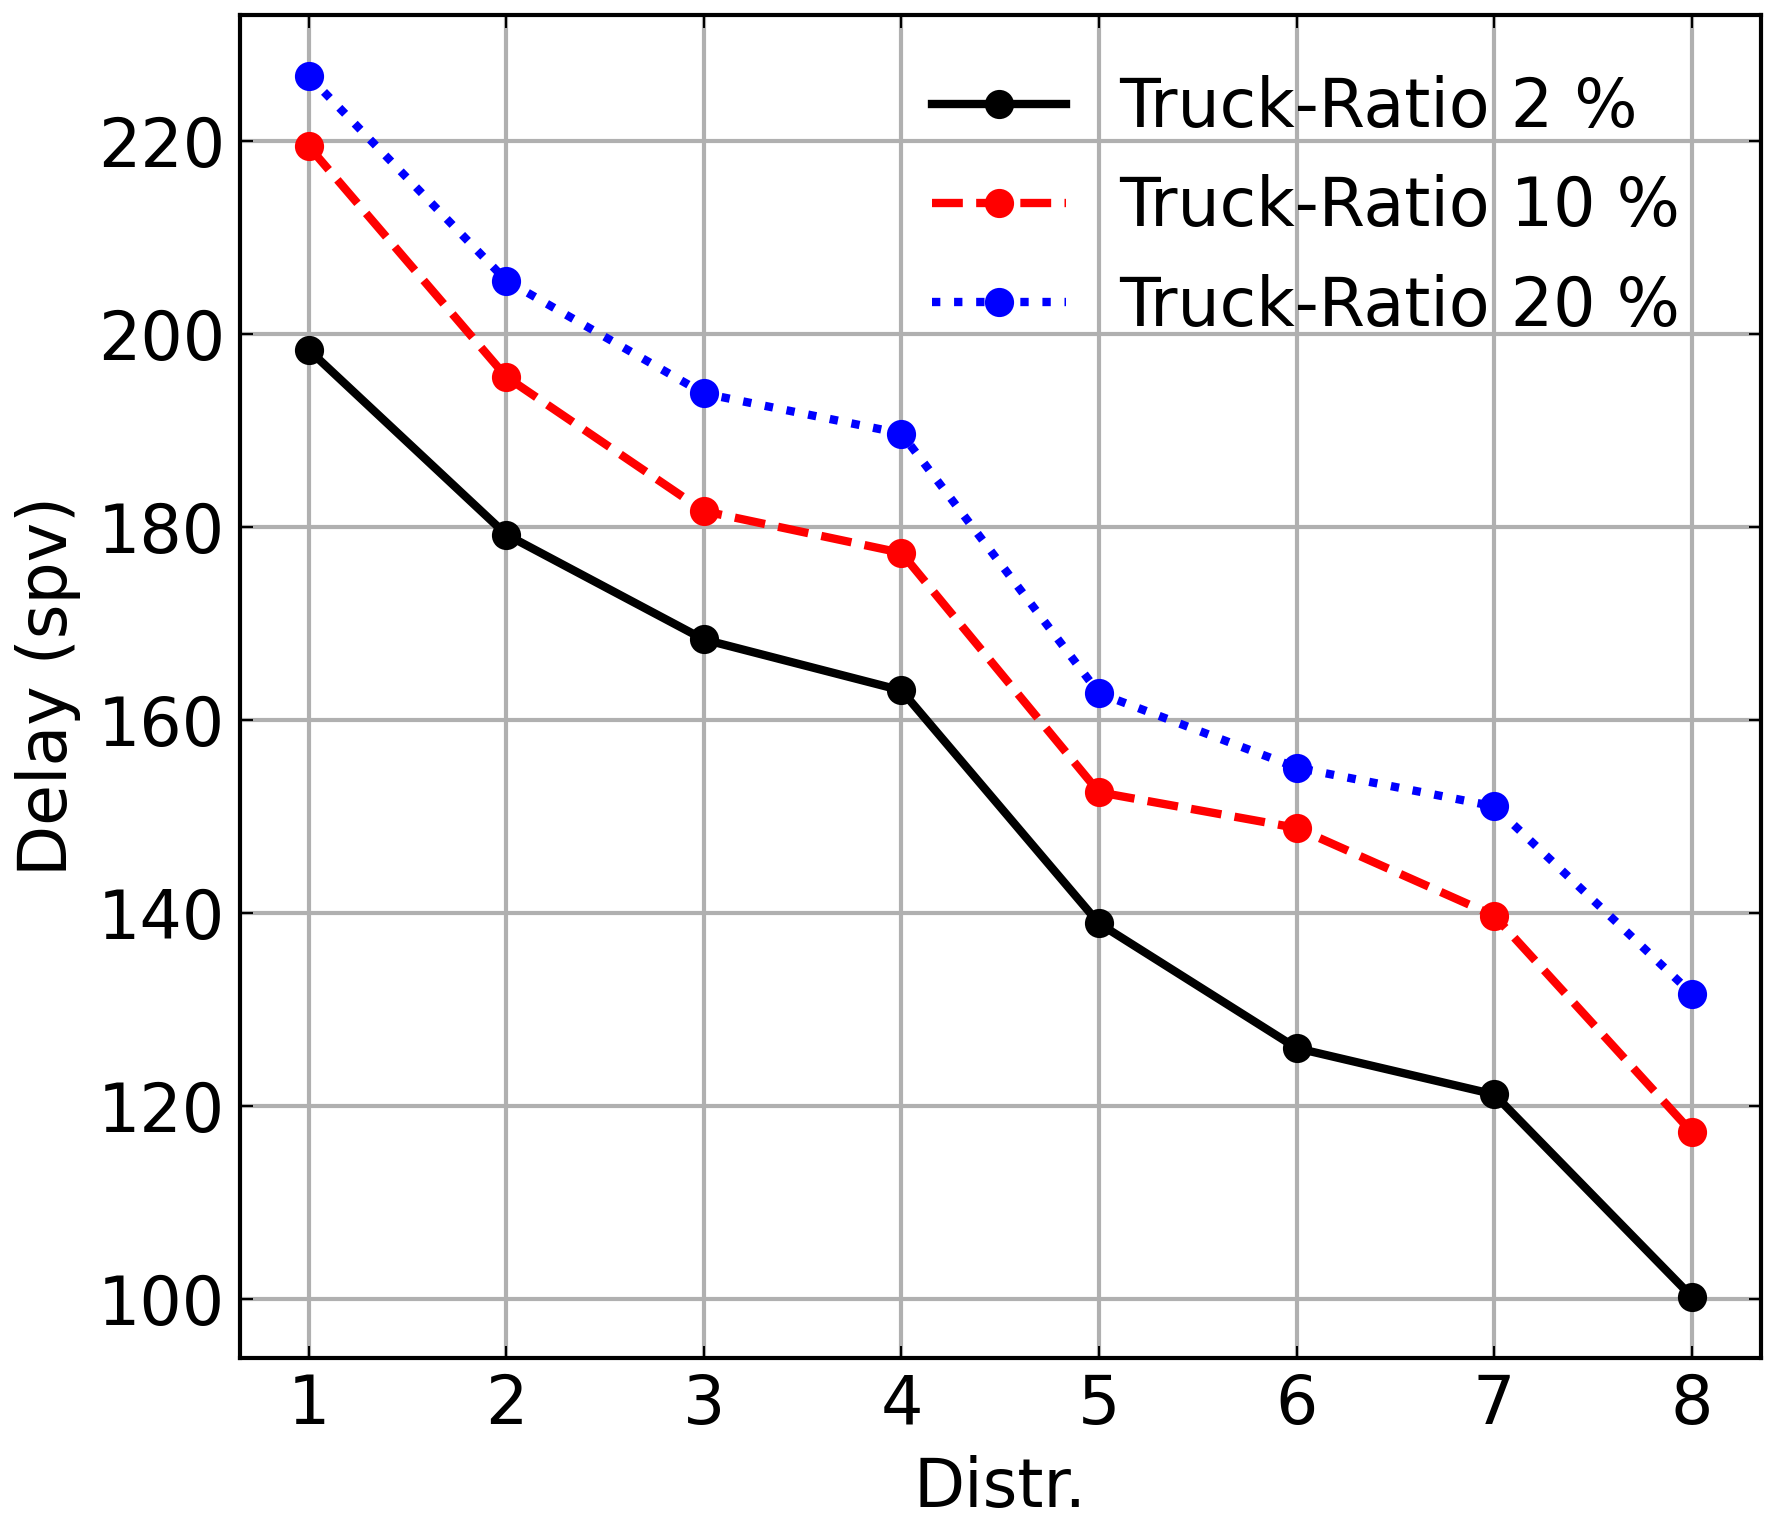 Truck-Ratio 2 %
Truck-Ratio 10 %
Truck-Ratio 20 %
220
200
180
160
140
120
100
Delay (spv)
1 2 3 4 5 6 7 8
Distr.